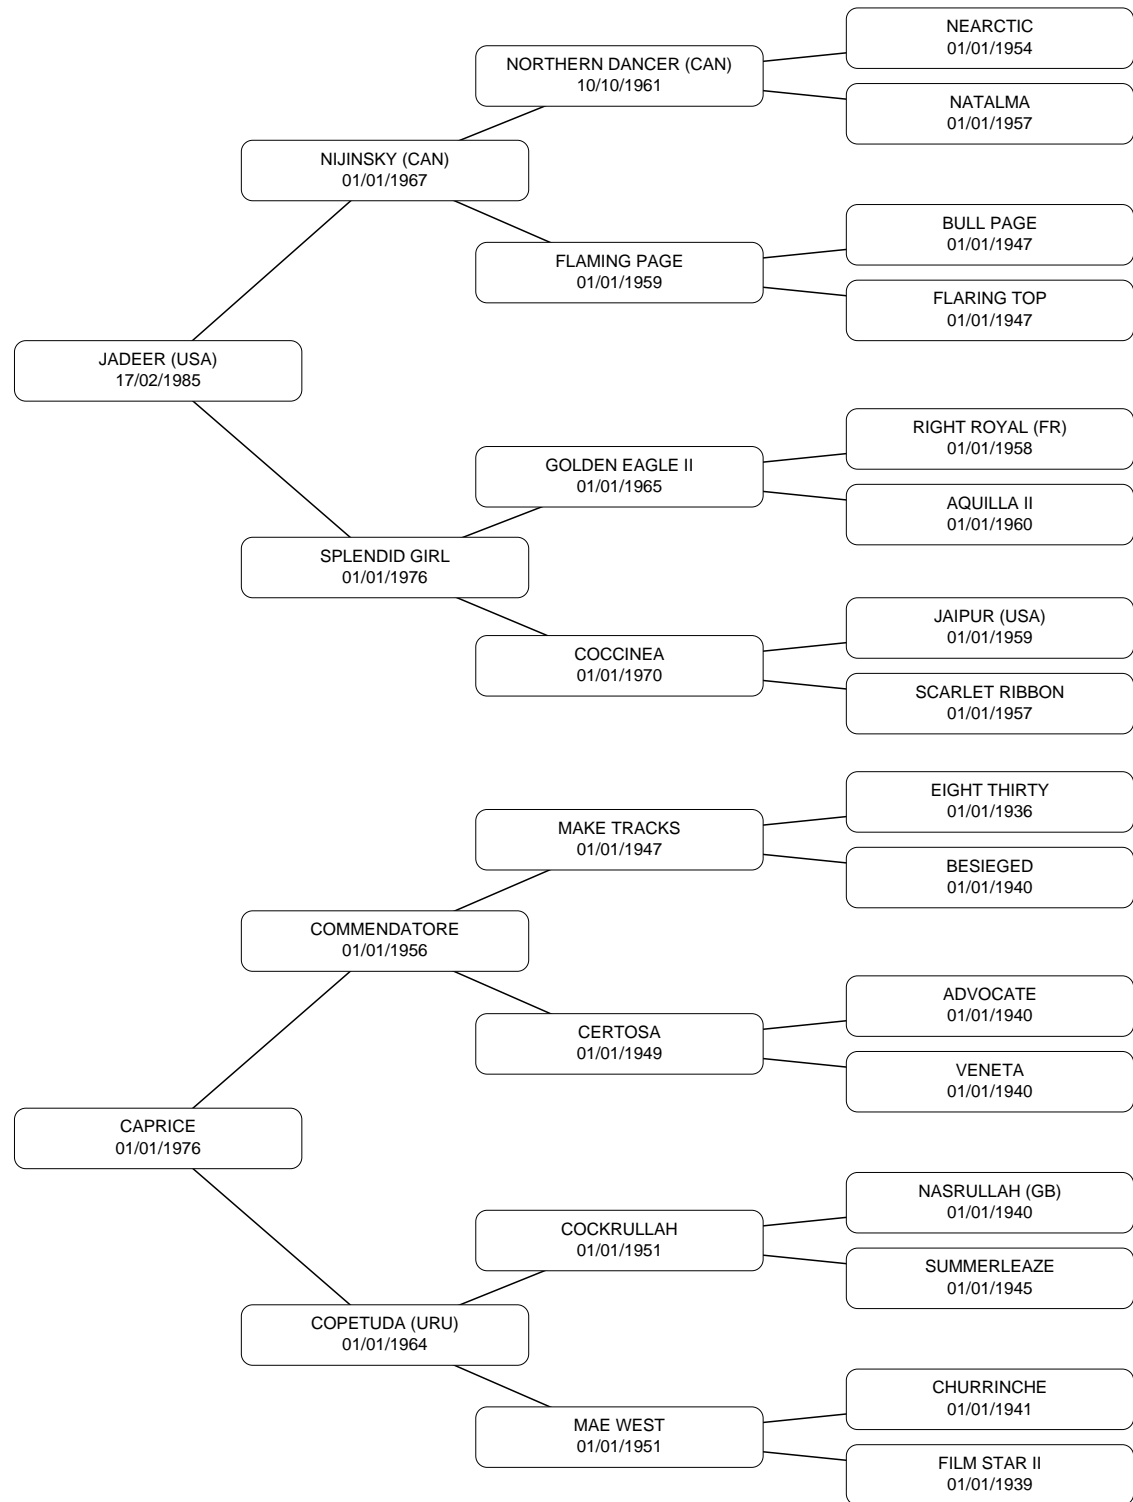 NEARCTIC
01/01/1954
NORTHERN DANCER (CAN)
10/10/1961
NATALMA
01/01/1957
NIJINSKY (CAN)
01/01/1967
BULL PAGE
01/01/1947
FLAMING PAGE
01/01/1959
FLARING TOP
01/01/1947
JADEER (USA)
17/02/1985
RIGHT ROYAL (FR)
01/01/1958
GOLDEN EAGLE II
01/01/1965
AQUILLA II
01/01/1960
SPLENDID GIRL
01/01/1976
JAIPUR (USA)
01/01/1959
COCCINEA
01/01/1970
SCARLET RIBBON
01/01/1957
EIGHT THIRTY
01/01/1936
MAKE TRACKS
01/01/1947
BESIEGED
01/01/1940
COMMENDATORE
01/01/1956
ADVOCATE
01/01/1940
CERTOSA
01/01/1949
VENETA
01/01/1940
CAPRICE
01/01/1976
NASRULLAH (GB)
01/01/1940
COCKRULLAH
01/01/1951
SUMMERLEAZE
01/01/1945
COPETUDA (URU)
01/01/1964
CHURRINCHE
01/01/1941
MAE WEST
01/01/1951
FILM STAR II
01/01/1939